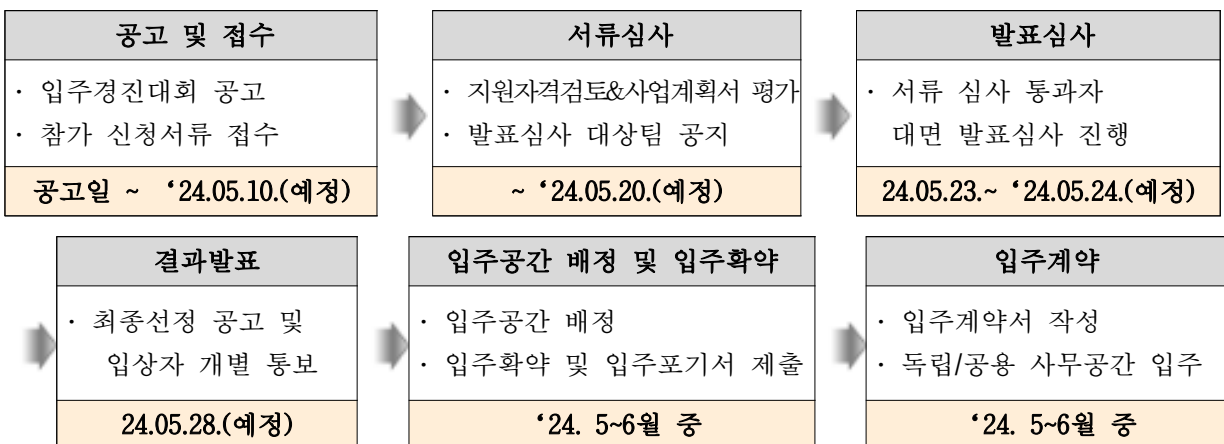 공고 및 접수
· 입주경진대회 공고
· 참가 신청서류 접수
공고일 ~ ‘24.05.10.(예정)
서류심사
· 지원자격검토&사업계획서 평가
· 발표심사 대상팀 공지
~ ‘24.05.20.(예정)
발표심사
· 서류 심사 통과자
대면 발표심사 진행
24.05.23.~ ‘24.05.24.(예정)
결과발표
· 최종선정 공고 및
입상자 개별 통보
24.05.28.(예정)
입주공간 배정 및 입주확약
· 입주공간 배정
· 입주확약 및 입주포기서 제출
‘24. 5~6월 중
입주계약
· 입주계약서 작성
· 독립/공용 사무공간 입주
‘24. 5~6월 중